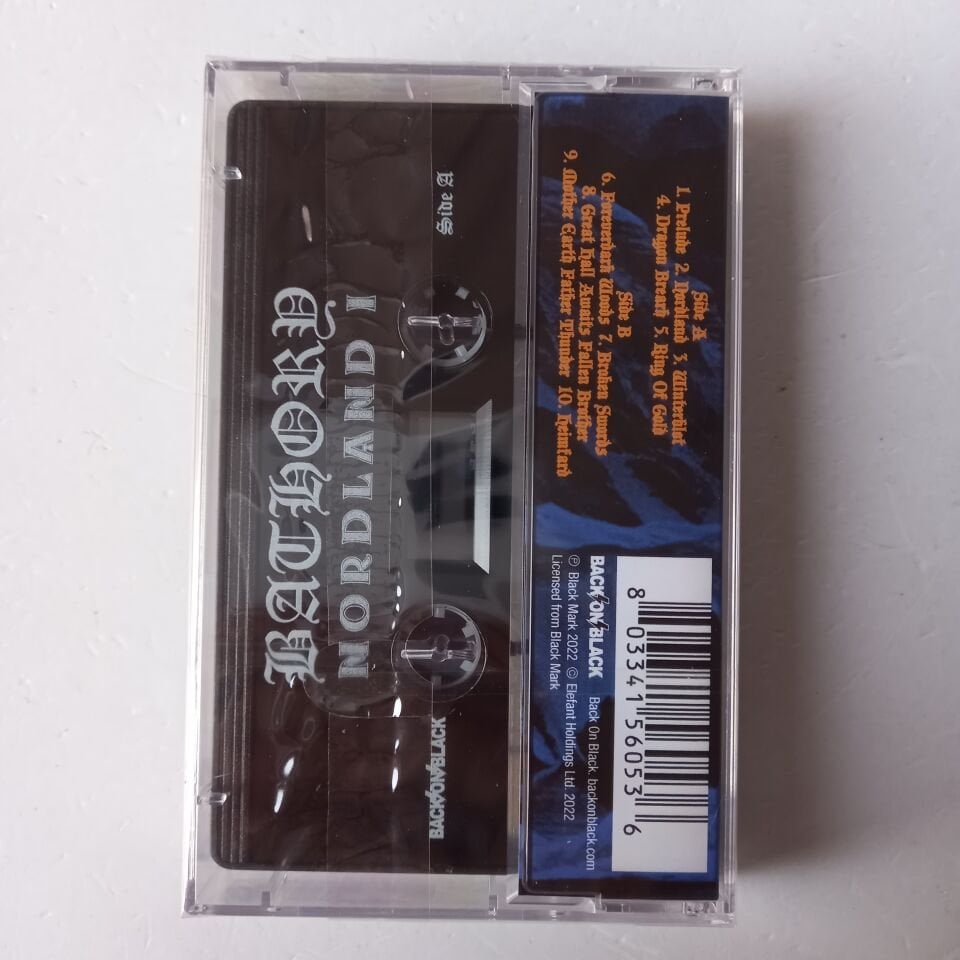 BATHORY
NORDLAND I
Side A
BACK ON BLACK
Side A
1. Prelude 2. Nordland 3. Vinterblot
4. Dragon Breath 5. Ring Of Gold
Side B
6. Foreverdark Woods 7. Broken Swords
8. Great Hall Awaits Fallen Brother
9. Mother Earth Father Thunder 10. Heimfard
8 03341 56053 6
BACK ON BLACK Back On Black. backonblack.com
℗ Black Mark 2022 © Elefant Holdings Ltd. 2022
Licensed from Black Mark